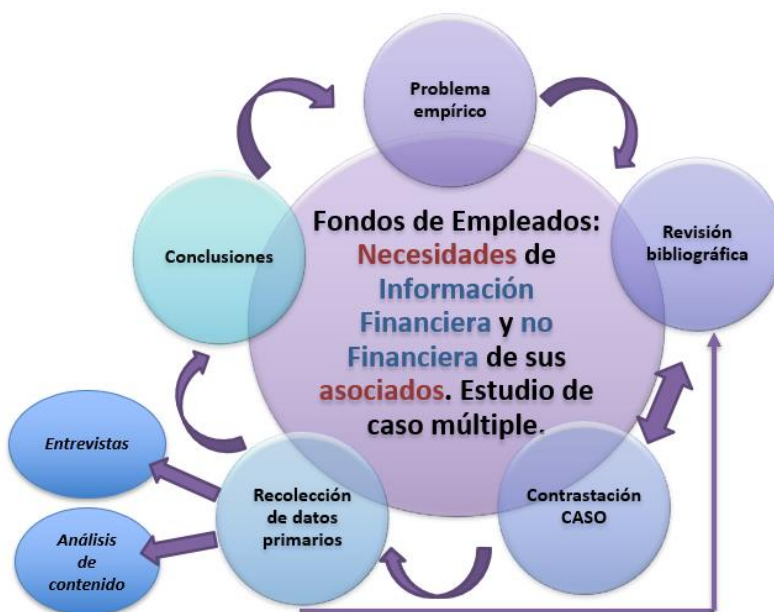 Problema
empírico
Revisión
bibliográfica
Conclusiones
Fondos de Empleados:
Necesidades de
Información
Financiera y no
Financiera de sus
asociados. Estudio de
caso múltiple.
Entrevistas
Recolección
de datos
primarios
Contrastación
CASO
Análisis
de
contenido